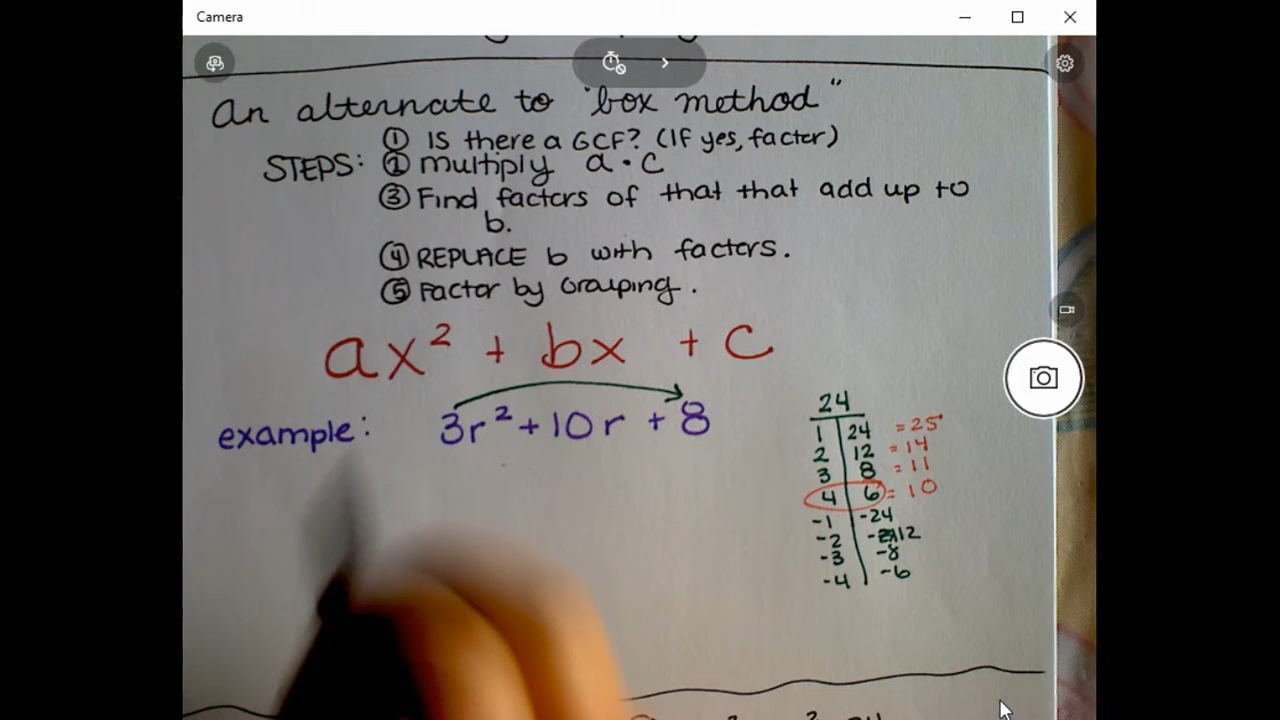 Camera
An alternate to "box method"
① Is there a GCF? (If yes, factor)
STEPS: ② multiply a • c
③ Find factors of that that add up to
b.
④ REPLACE b with factors.
⑤ Factor by Grouping.
ax² + bx + c
example: 3r² + 10r + 8
24
1 24 = 25
2 12 = 14
3 8 = 11
4 6 = 10
-1 -24
-2 -12
-3 -8
-4 -6